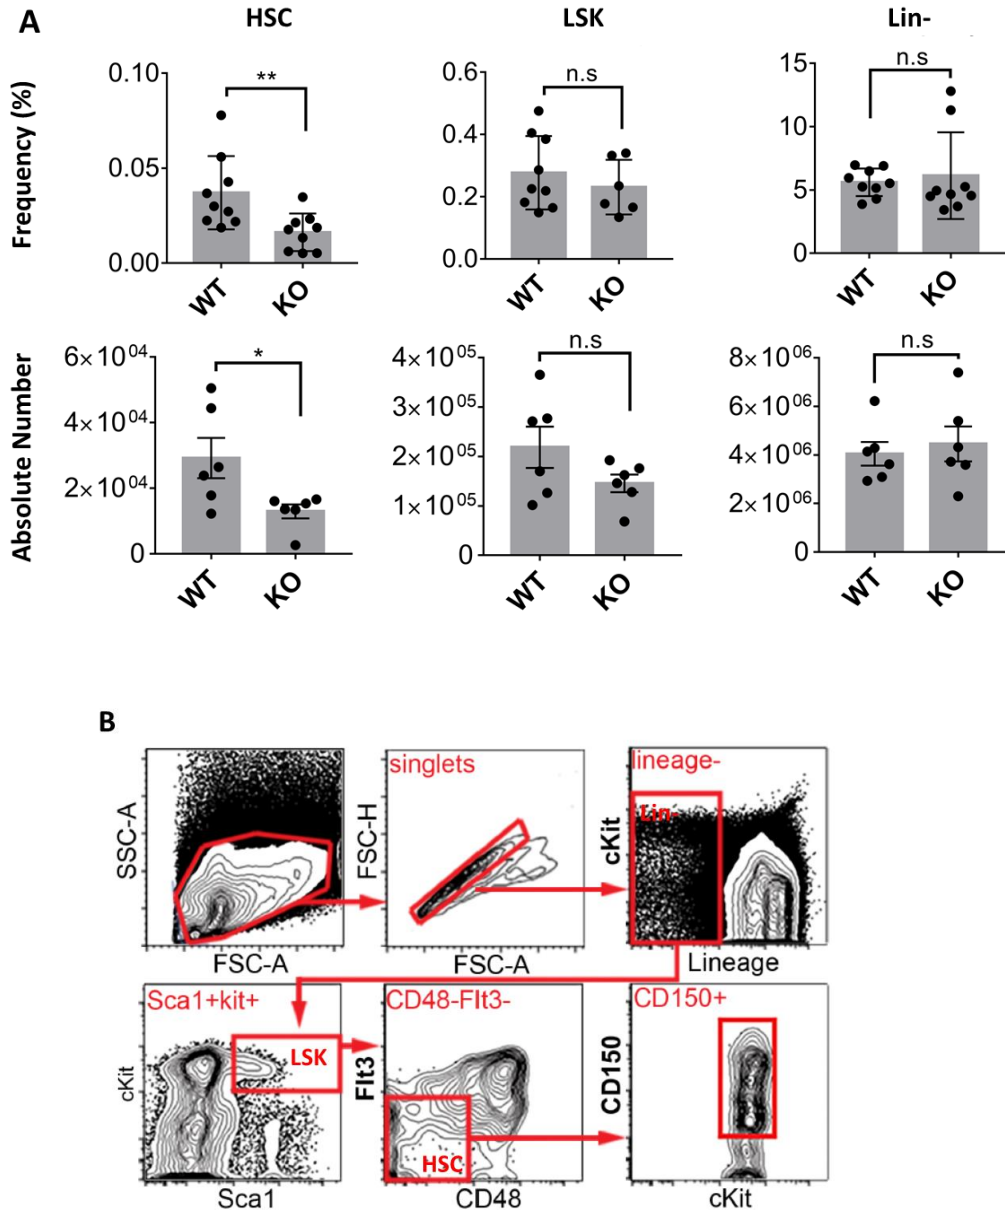 A
HSC
LSK
Lin-
Frequency (%)
0.10
0.05
0.00
**
WT
KO
0.6
0.4
0.2
0.0
n.s
WT
KO
15
10
5
0
n.s
WT
KO
Absolute Number
6×10⁰⁴
4×10⁰⁴
2×10⁰⁴
0
*
WT
KO
4×10⁰⁵
3×10⁰⁵
2×10⁰⁵
1×10⁰⁵
0
n.s
WT
KO
8×10⁰⁶
6×10⁰⁶
4×10⁰⁶
2×10⁰⁶
0
n.s
WT
KO
B
SSC-A
FSC-A
singlets
FSC-H
FSC-A
lineage-
Lin-
cKit
Lineage
Sca1+kit+
LSK
cKit
Sca1
CD48-Flt3-
Flt3
HSC
CD48
CD150+
CD150
cKit